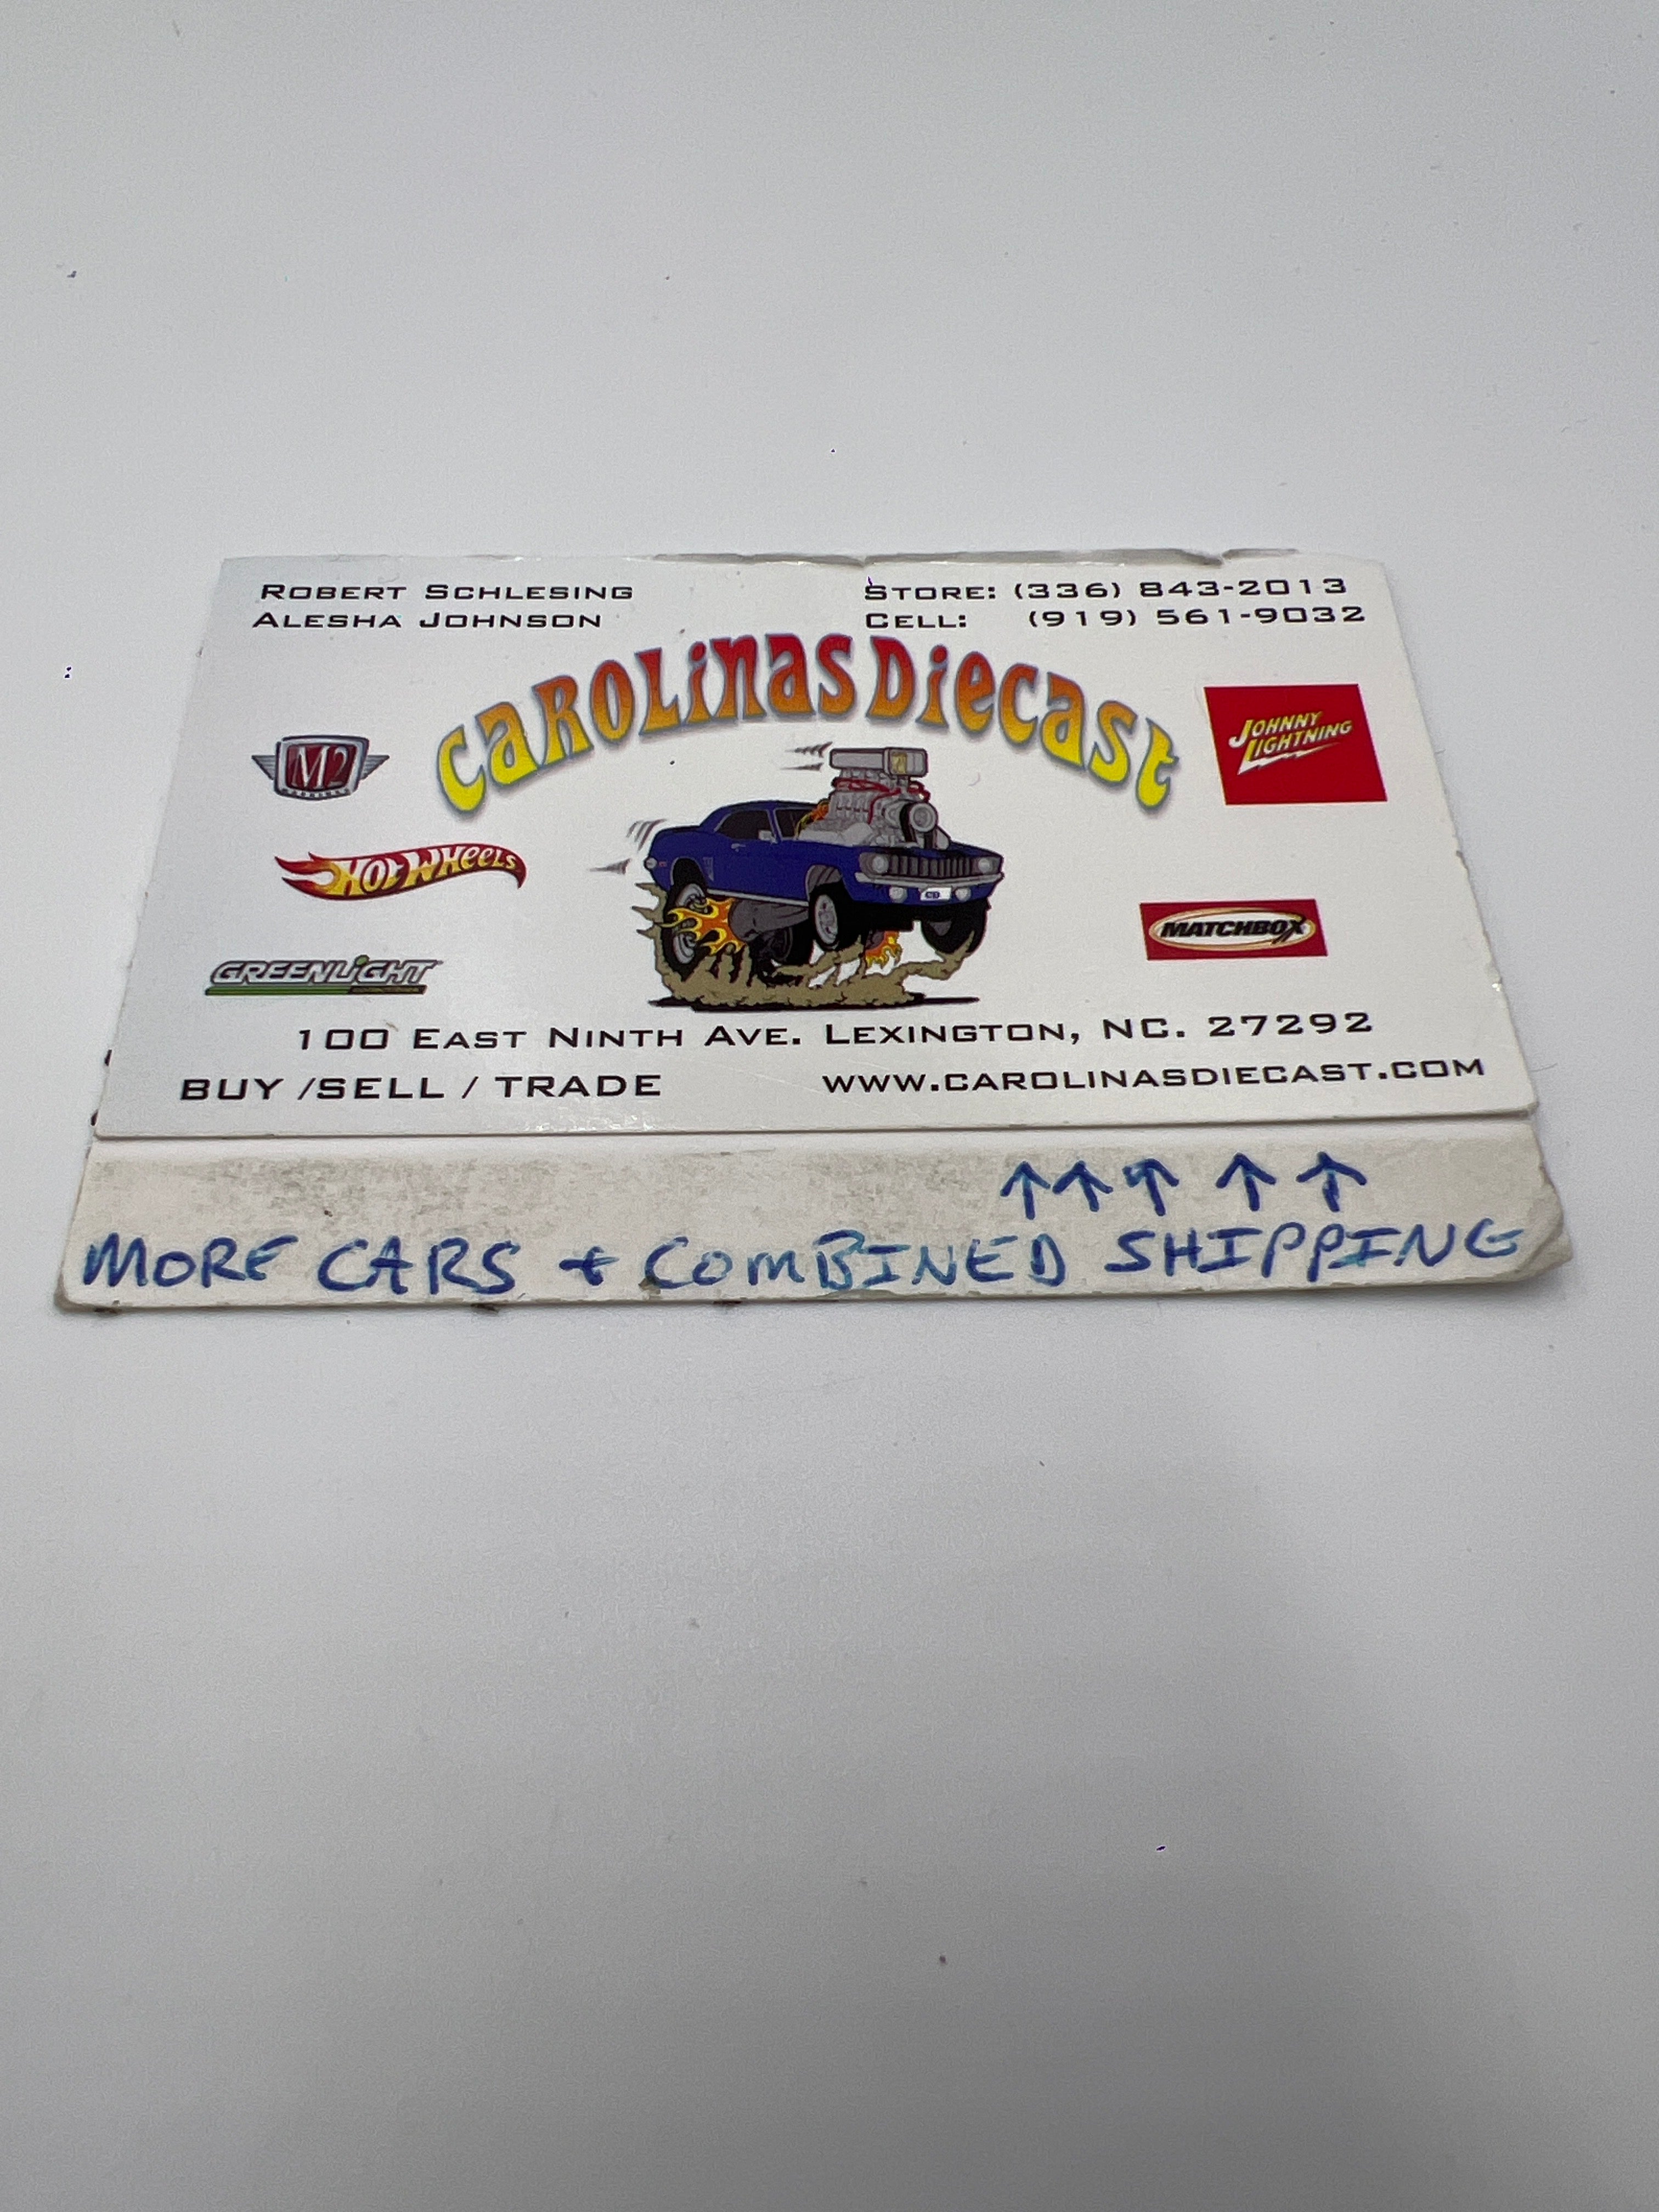 ROBERT SCHLESING
ALESHA JOHNSON
STORE: (336) 843-2013
CELL: (919) 561-9032
CAROLINAS DIECAST
M2
JOHNNY
LIGHTNING
HOT WHEELS
MATCHBOX
GREENLIGHT
CD
100 EAST NINTH AVE. LEXINGTON, NC. 27292
BUY /SELL / TRADE
WWW.CAROLINASDIECAST.COM
↑↑↑↑↑
MORE CARS + COMBINED SHIPPING